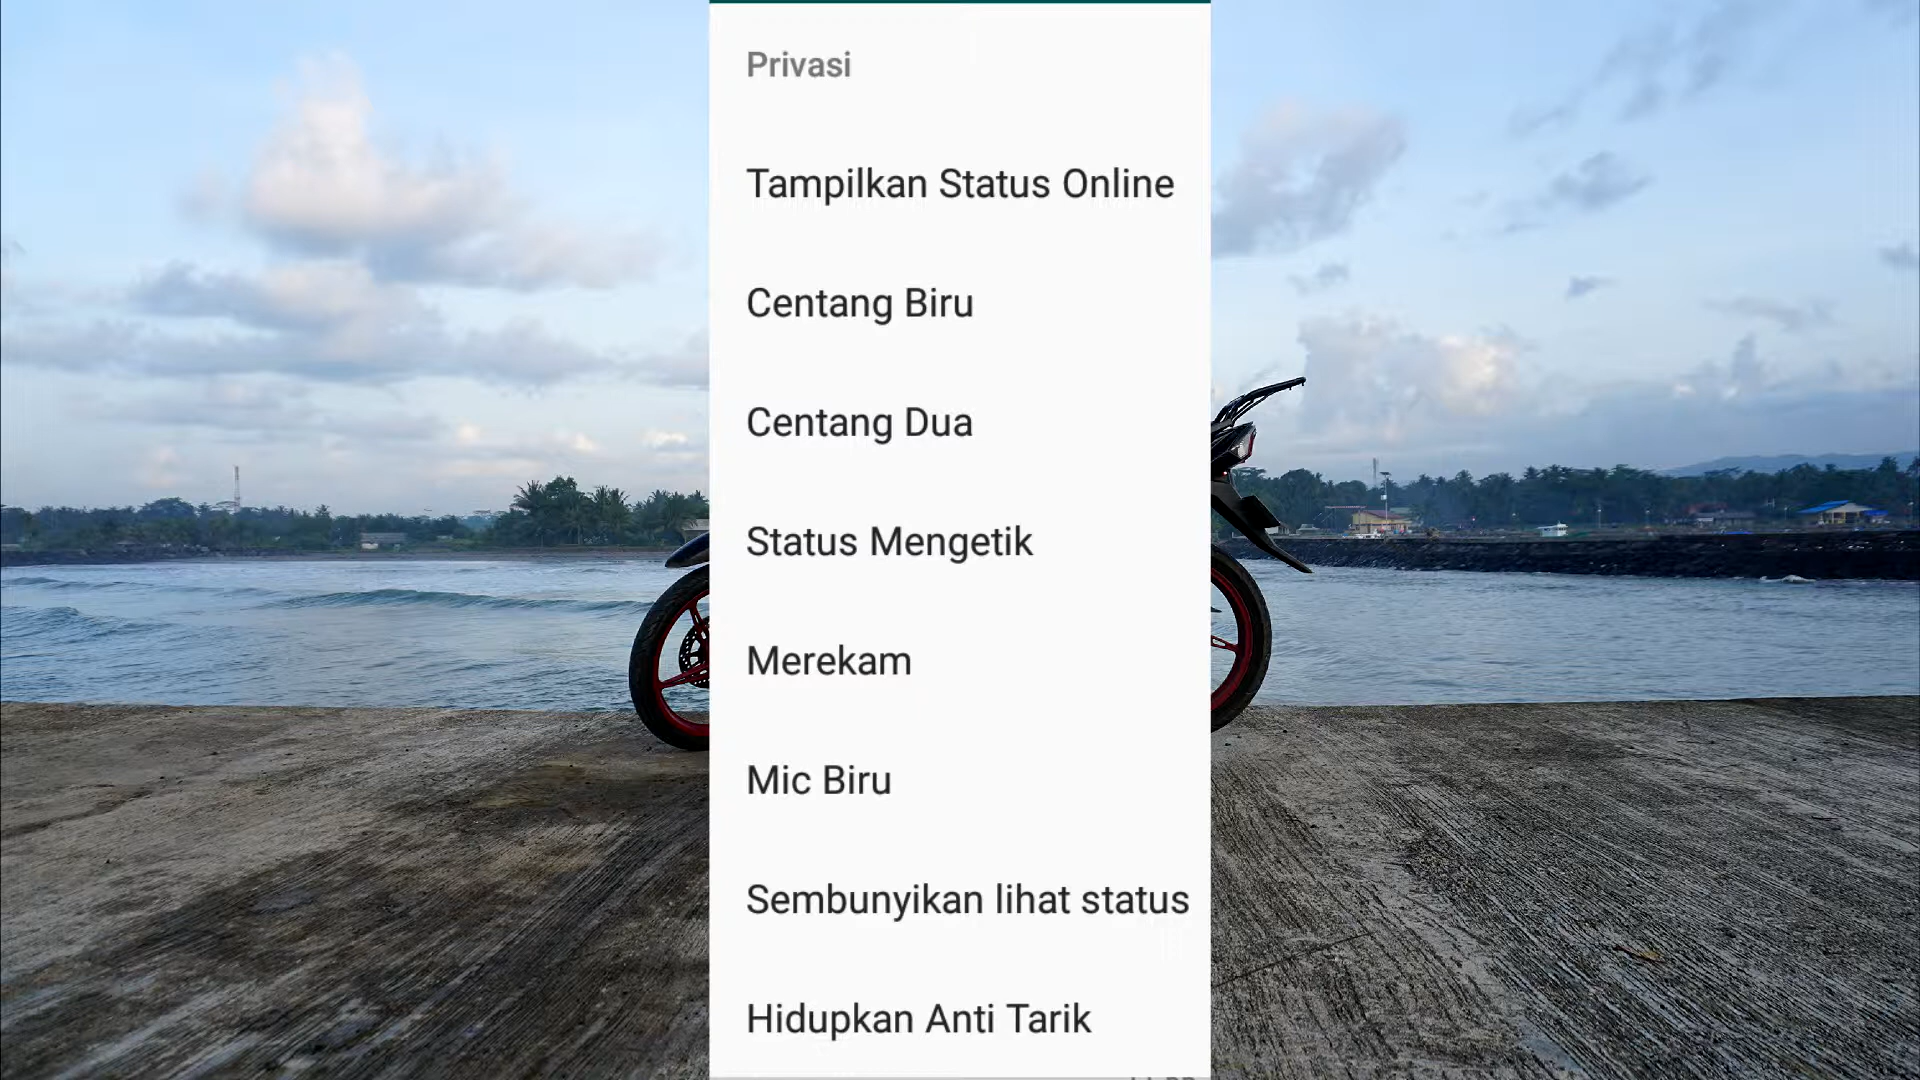 Privasi
Tampilkan Status Online
Centang Biru
Centang Dua
Status Mengetik
Merekam
Mic Biru
Sembunyikan lihat status
Hidupkan Anti Tarik